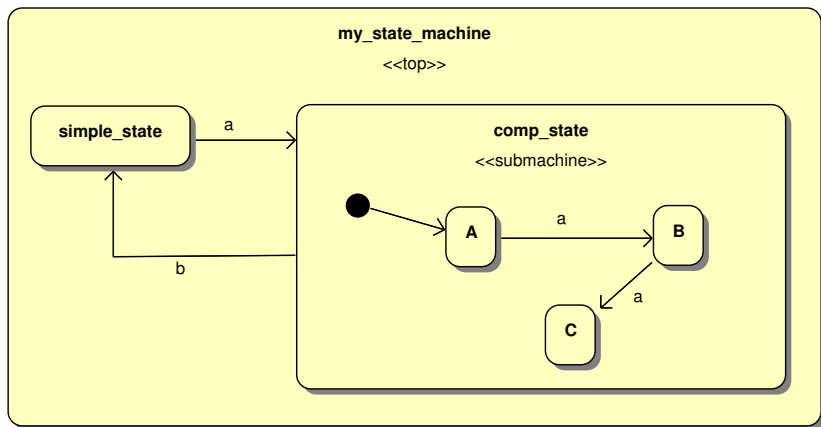 my_state_machine
<<top>>
simple_state
a
comp_state
<<submachine>>
A
a
B
b
a
C